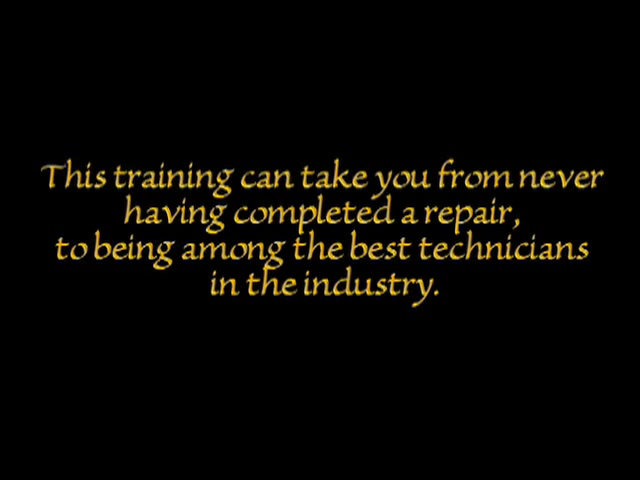 This training can take you from never
having completed a repair,
to being among the best technicians
in the industry.